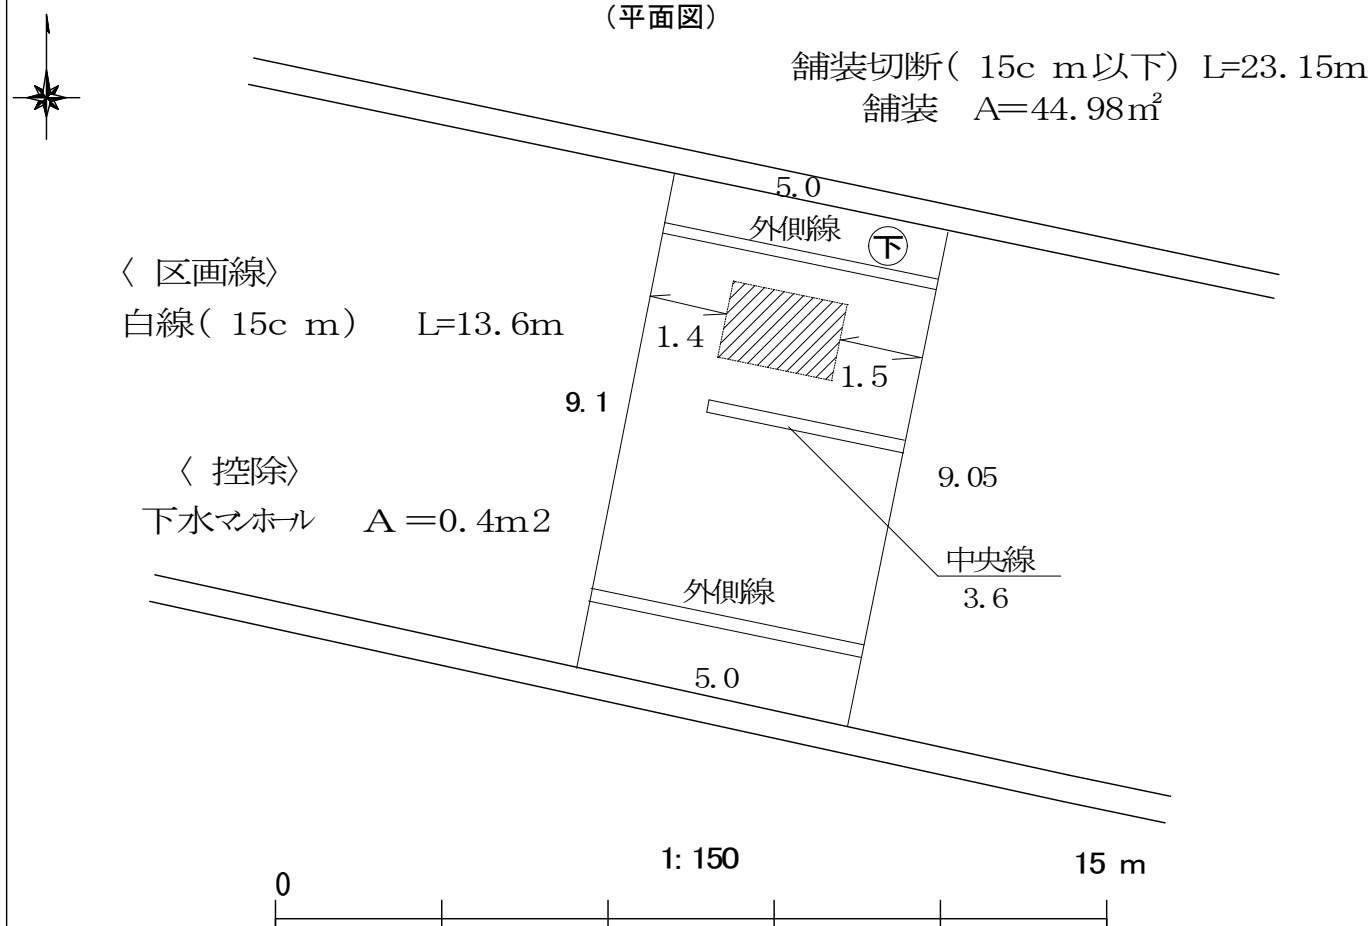 (平面図)
舗装切断( 15c m以下) L=23.15m
舗装 A=44.98㎡
5.0
外側線
下
〈 区画線〉
白線( 15c m) L=13.6m
1.4
1.5
9.1
9.05
〈 控除〉
下水マンホール A=0.4m2
中央線
3.6
外側線
5.0
1:150
15 m
0